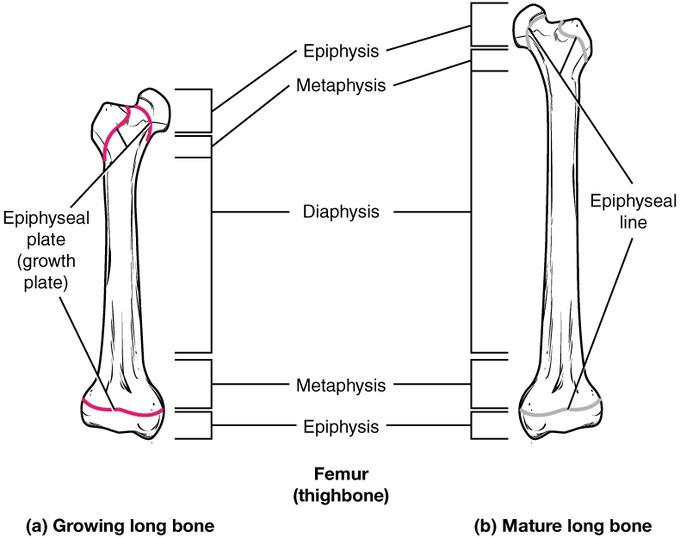 Epiphysis
Metaphysis
Diaphysis
Epiphyseal
plate
(growth
plate)
Epiphyseal
line
Metaphysis
Epiphysis
Femur
(thighbone)
(a) Growing long bone
(b) Mature long bone